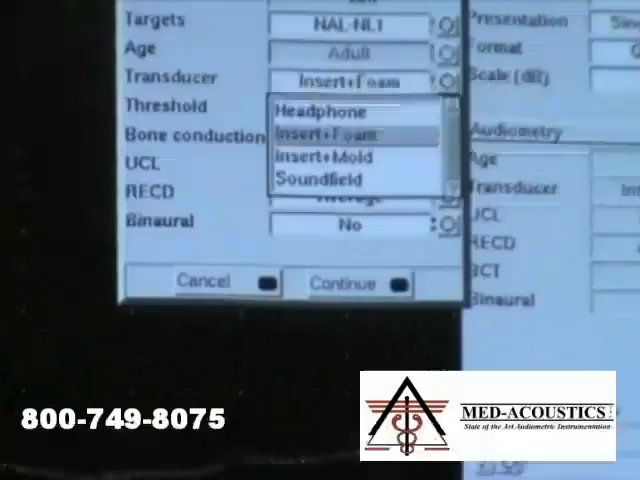 Targets NAL-NL1
Age Adult
Transducer Insert+Foam
Threshold Headphone
Insert+Foam
Bone conduction
Insert+Mold
UCL
Soundfield
RECD Average
Binaural No
Cancel Continue
Presentation
Format
Scale (dB)
Audiometry
Age
Transducer
UCL
RECD
BCT
Binaural
800-749-8075
MED-ACOUSTICS
State of the Art Audiometric Instrumentation